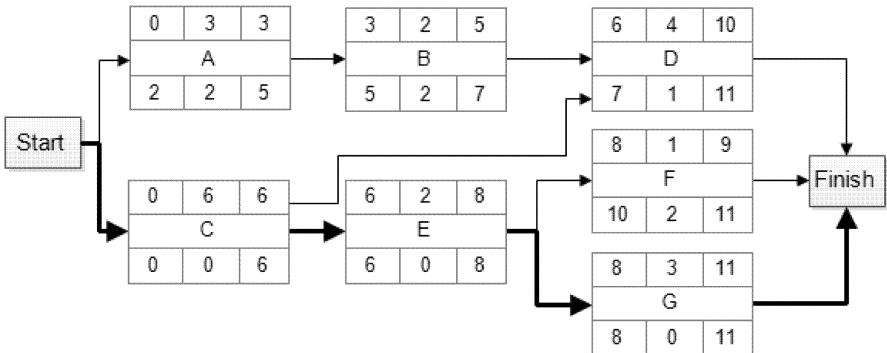 0 3 3
A
2 2 5
3 2 5
B
5 2 7
6 4 10
D
7 1 11
Start
0 6 6
C
0 0 6
6 2 8
E
6 0 8
8 1 9
F
10 2 11
Finish
8 3 11
G
8 0 11